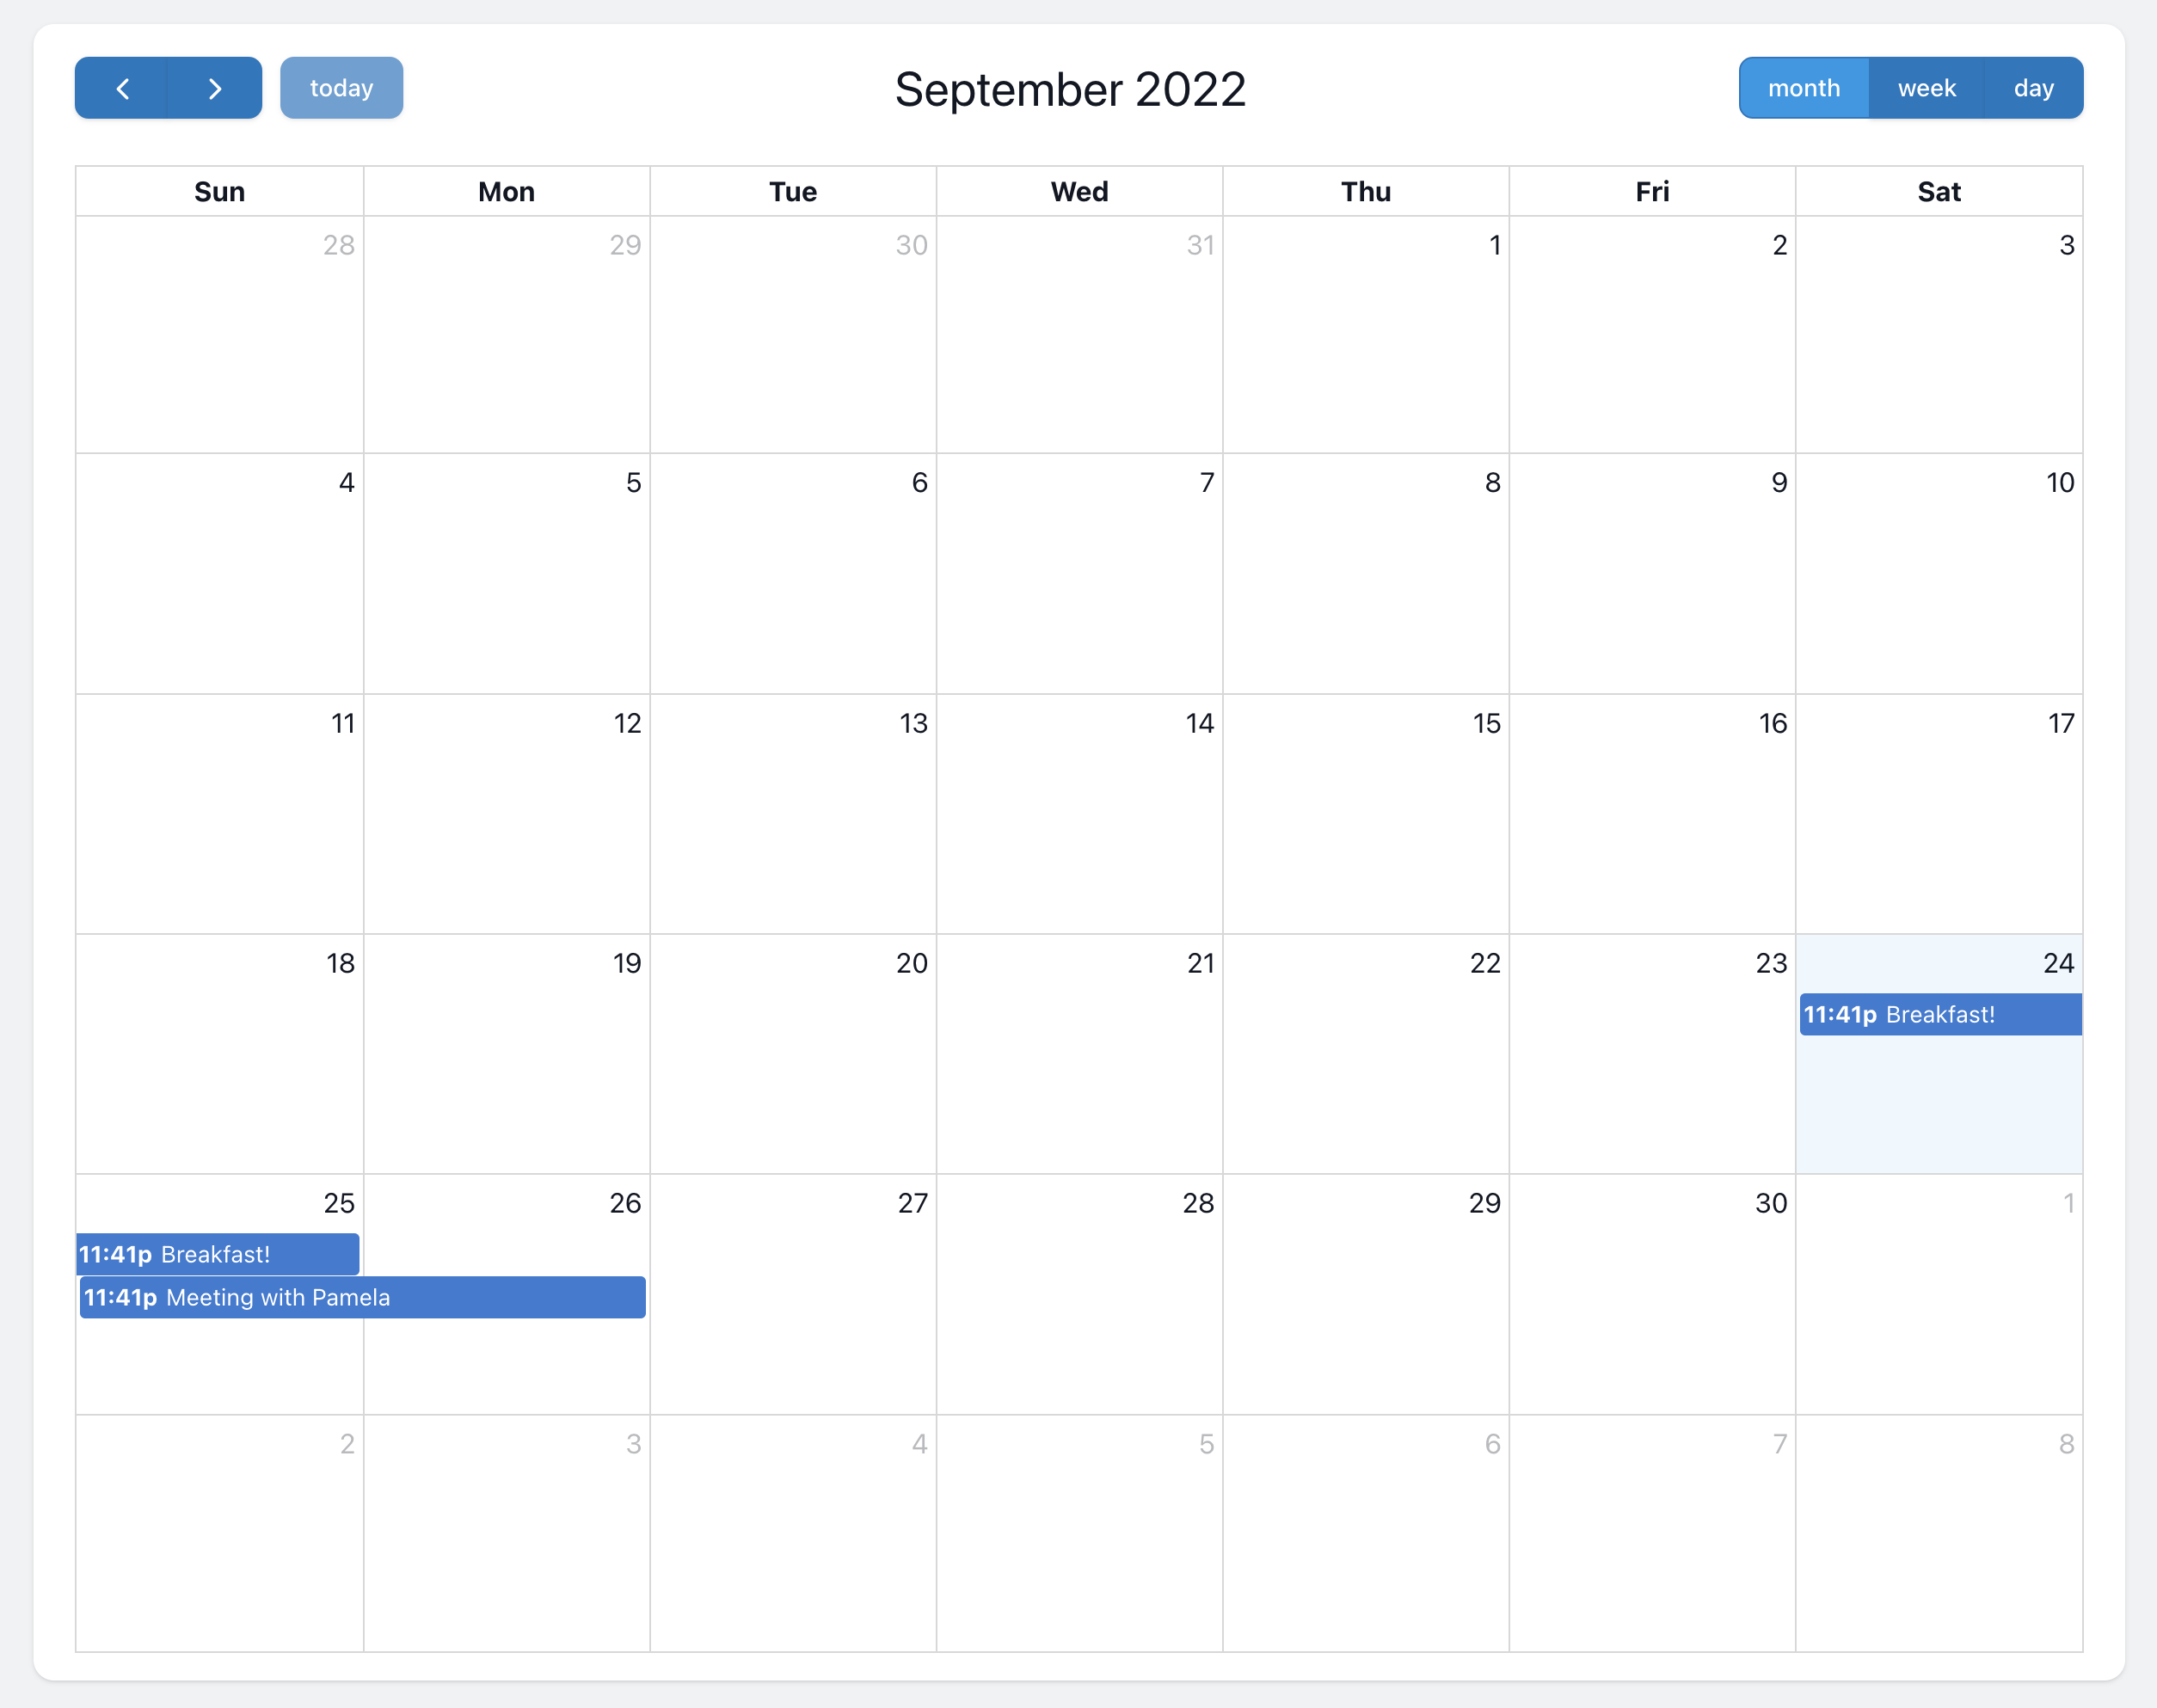 today
September 2022
month week day
Sun Mon Tue Wed Thu Fri Sat
28 29 30 31 1 2 3
4 5 6 7 8 9 10
11 12 13 14 15 16 17
18 19 20 21 22 23 24
11:41p Breakfast!
25 26 27 28 29 30 1
11:41p Breakfast!
11:41p Meeting with Pamela
2 3 4 5 6 7 8